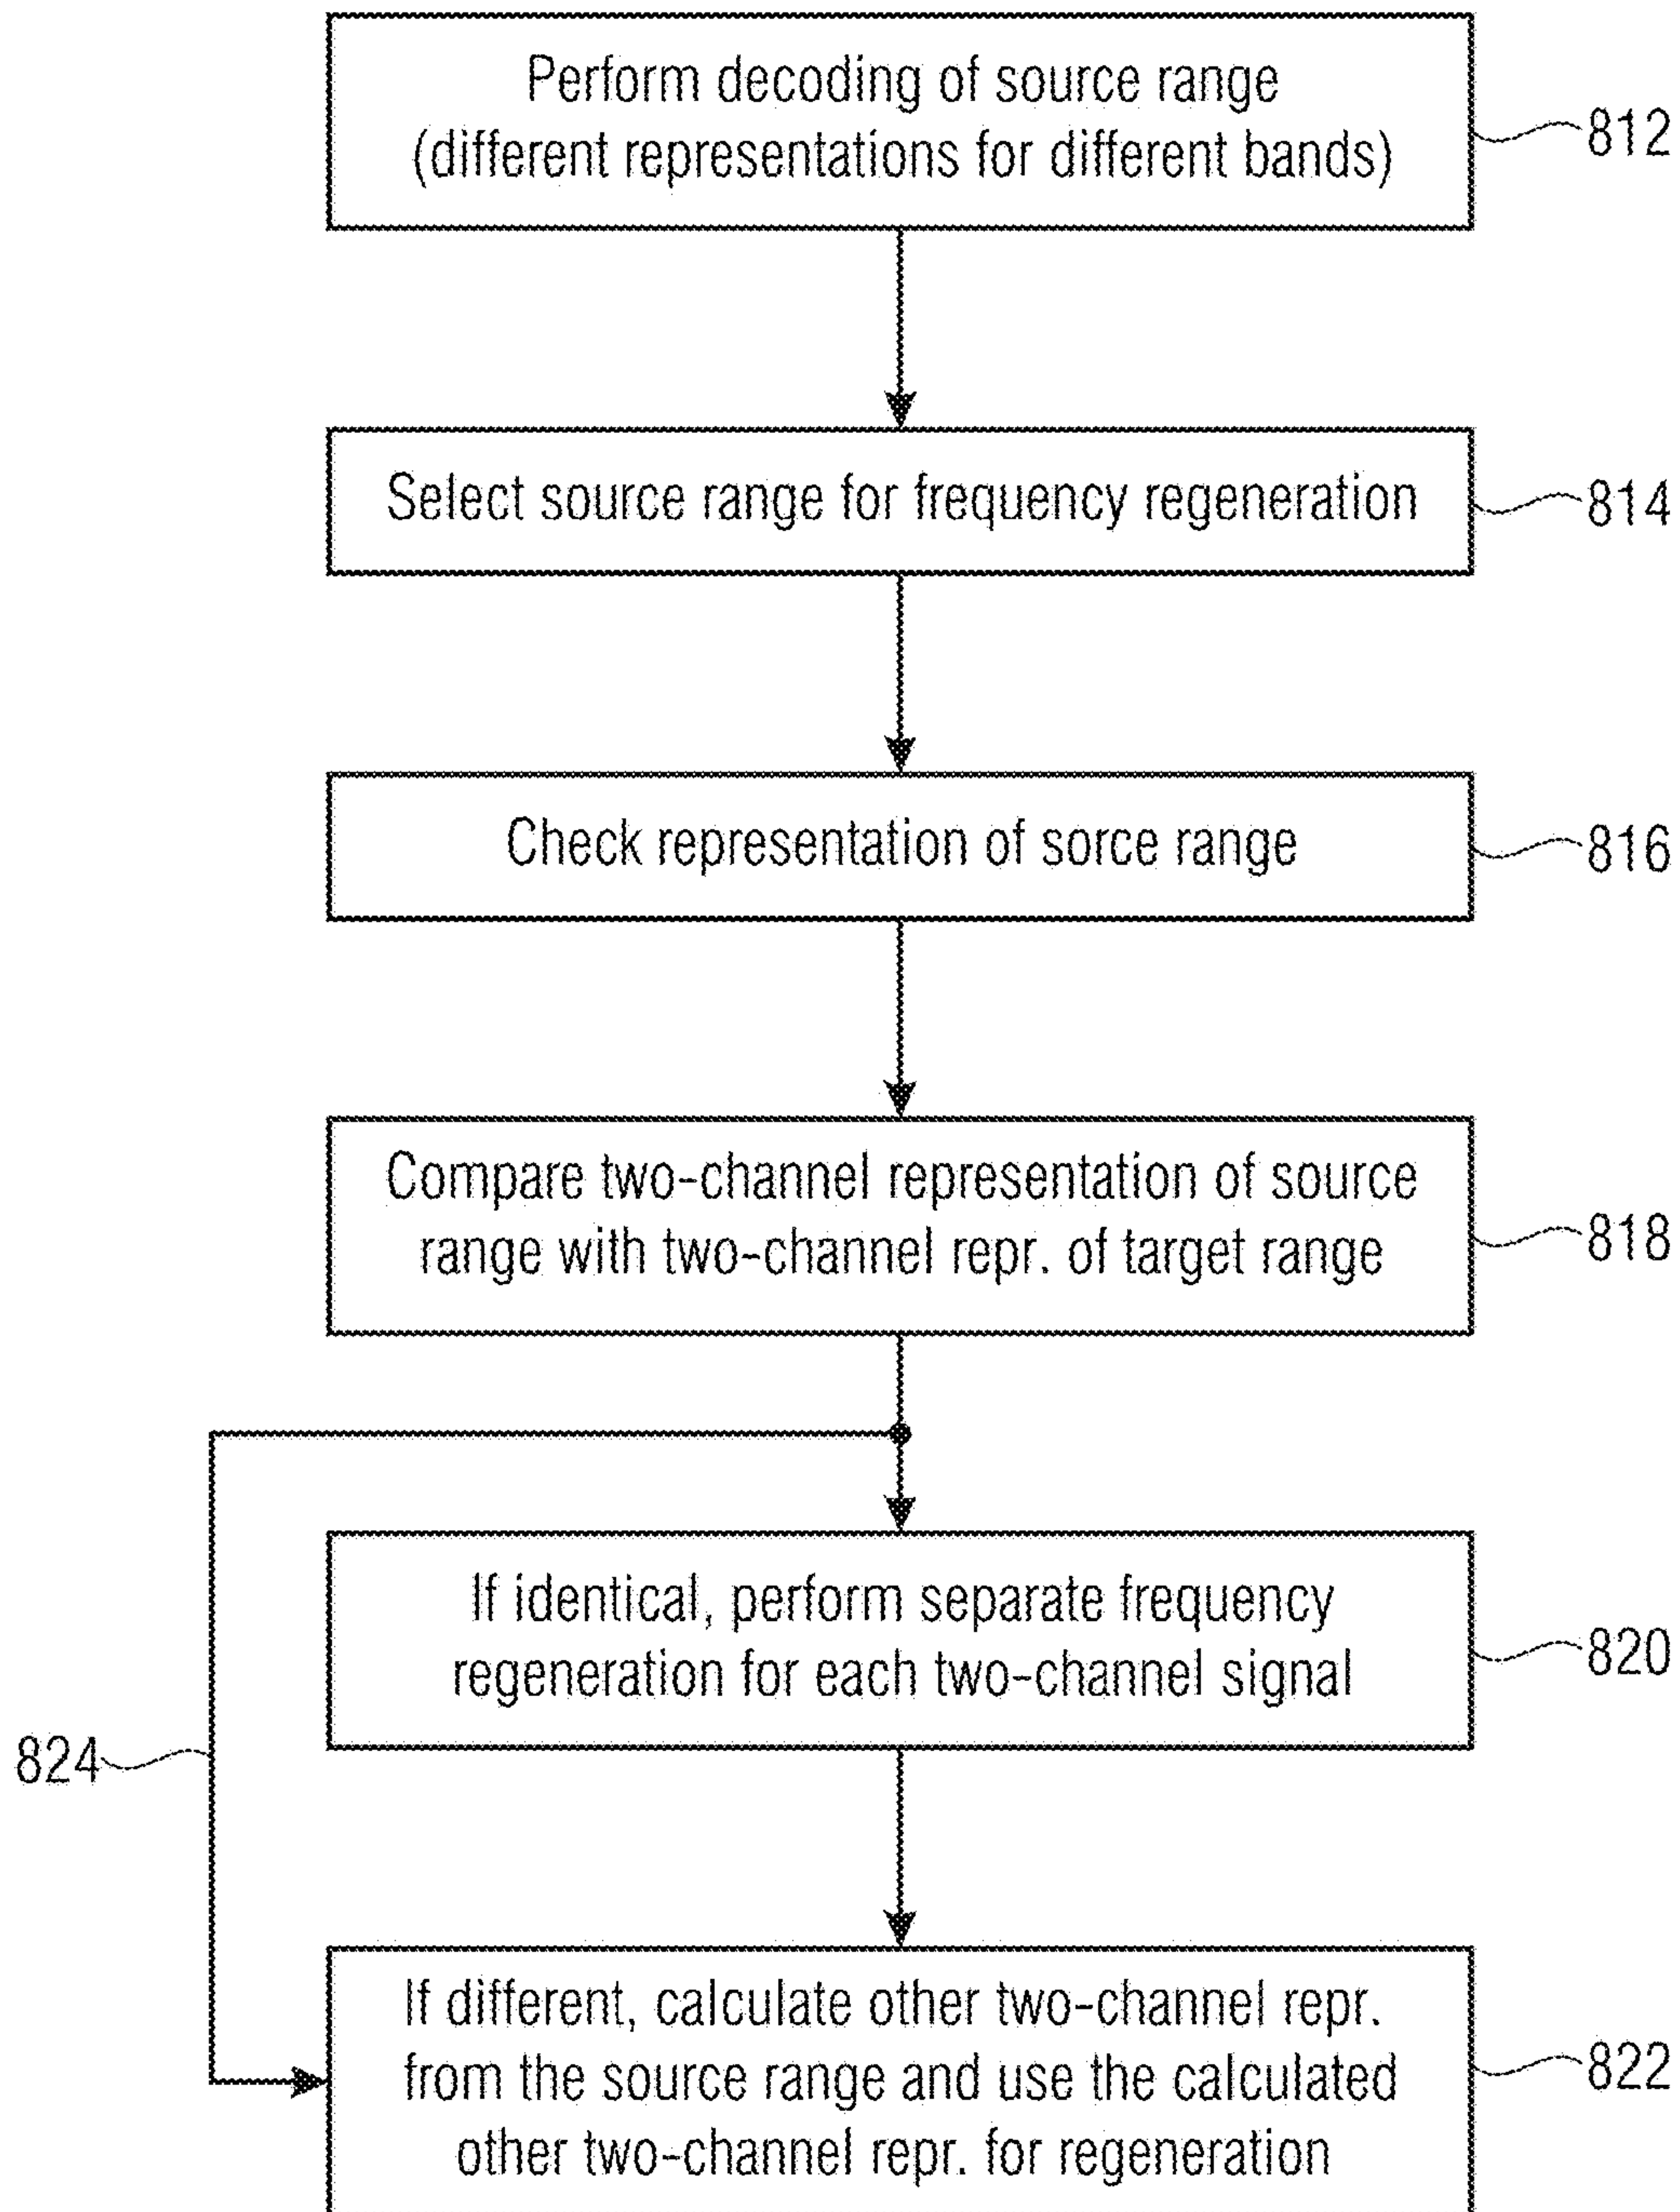 Perform decoding of source range
(different representations for different bands)
812
Select source range for frequency regeneration
814
Check representation of sorce range
816
Compare two-channel representation of source
range with two-channel repr. of target range
818
If identical, perform separate frequency
regeneration for each two-channel signal
820
824
If different, calculate other two-channel repr.
from the source range and use the calculated
other two-channel repr. for regeneration
822